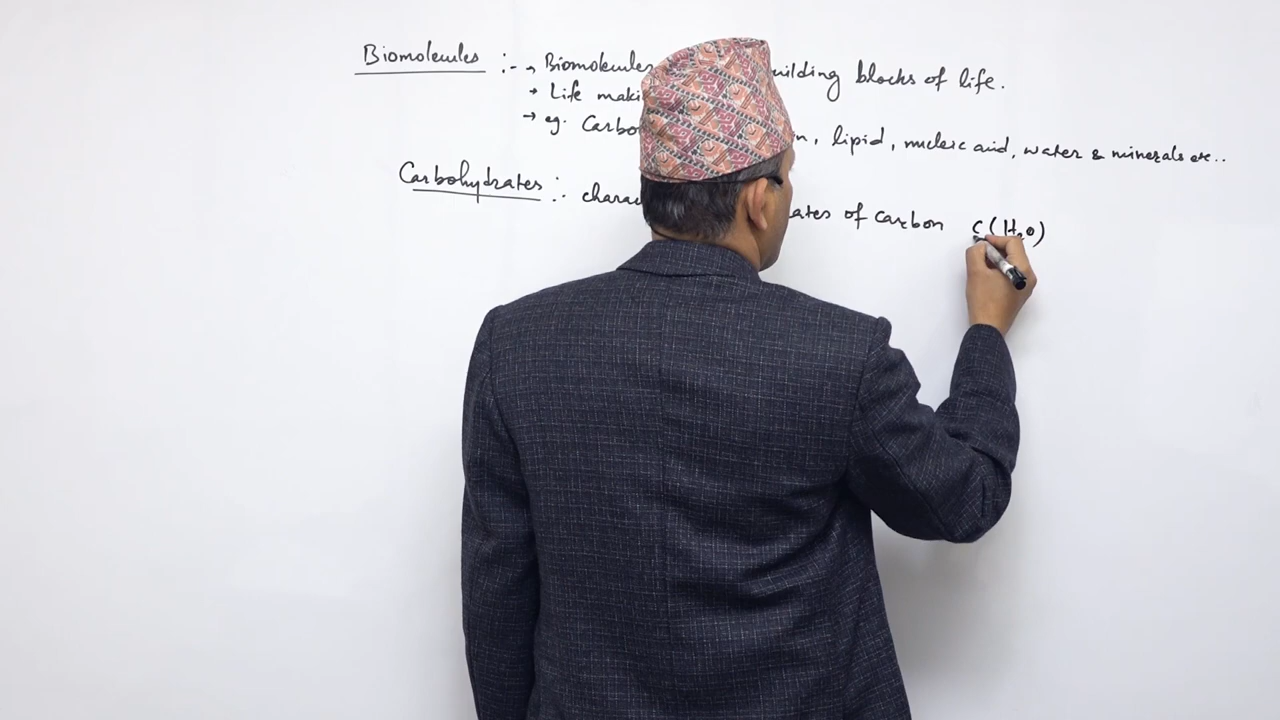 Biomolecules :- → Biomolecules uilding blocks of life.
→ Life maki
→ eg. Carbo n, lipid, nucleic acid, water & minerals etc..
Carbohydrates :- charac ates of carbon C(H2O)